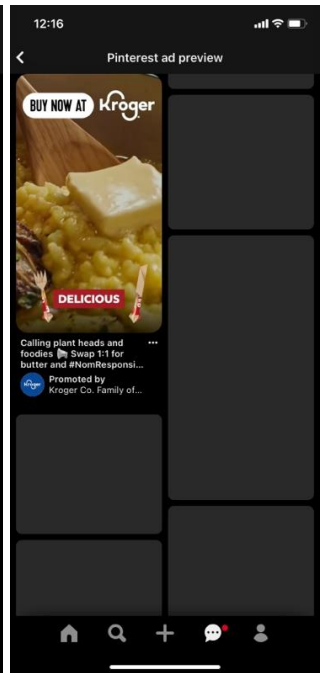 12:16
Pinterest ad preview
BUY NOW AT Kroger
DELICIOUS
Calling plant heads and
foodies 📢 Swap 1:1 for
butter and #NomResponsi...
Kroger
Promoted by
Kroger Co. Family of...